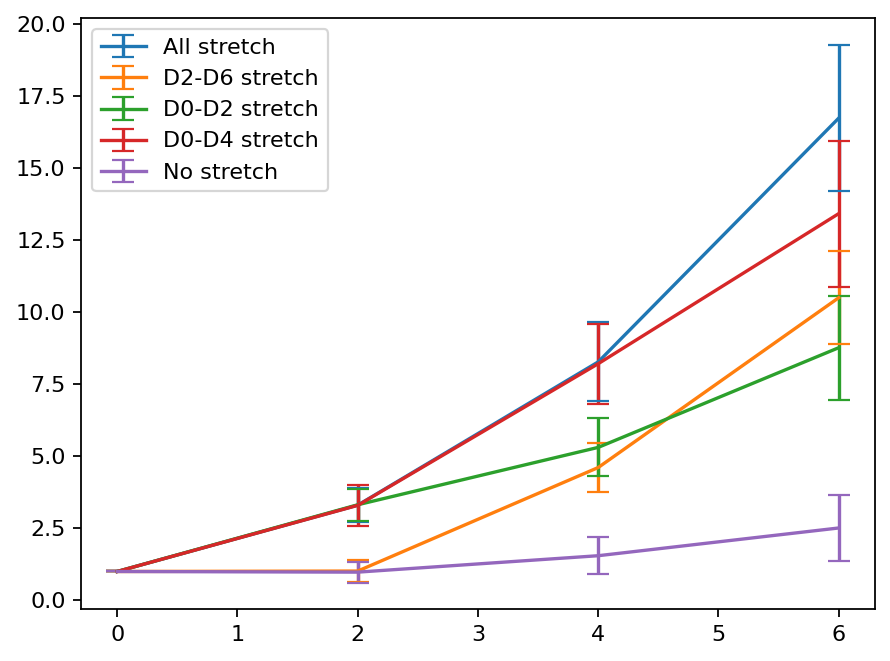 20.0
17.5
15.0
12.5
10.0
7.5
5.0
2.5
0.0
All stretch
D2-D6 stretch
D0-D2 stretch
D0-D4 stretch
No stretch
0 1 2 3 4 5 6